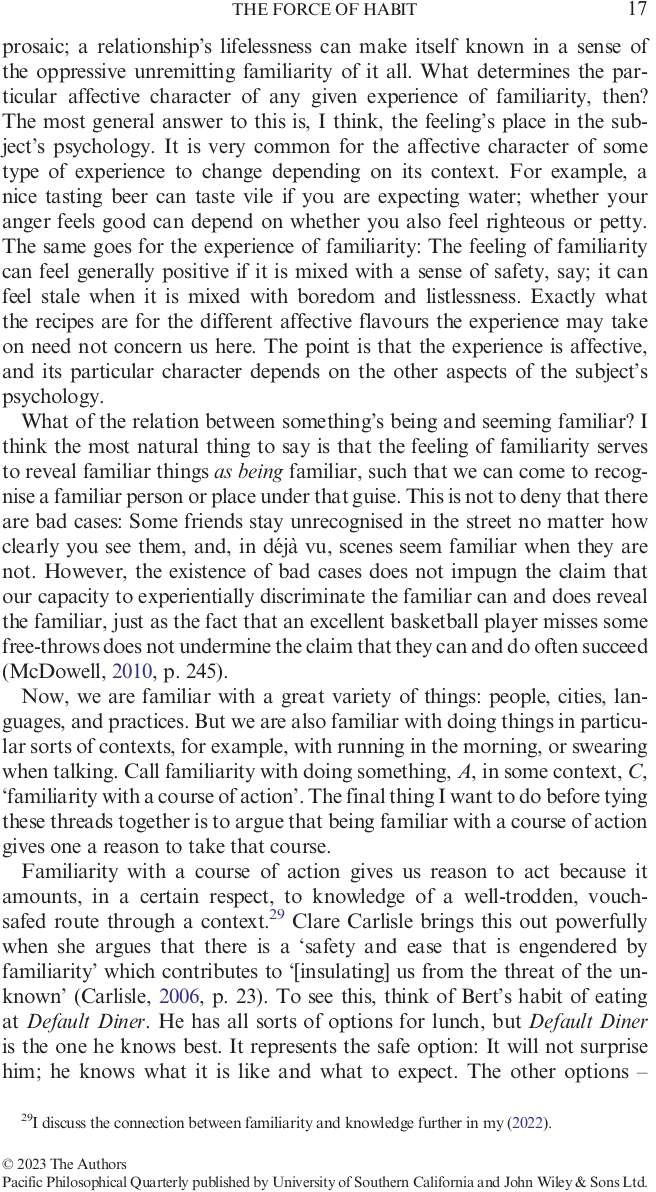 THE FORCE OF HABIT 17
prosaic; a relationship's lifelessness can make itself known in a sense of
the oppressive unremitting familiarity of it all. What determines the par-
ticular affective character of any given experience of familiarity, then?
The most general answer to this is, I think, the feeling's place in the sub-
ject's psychology. It is very common for the affective character of some
type of experience to change depending on its context. For example, a
nice tasting beer can taste vile if you are expecting water; whether your
anger feels good can depend on whether you also feel righteous or petty.
The same goes for the experience of familiarity: The feeling of familiarity
can feel generally positive if it is mixed with a sense of safety, say; it can
feel stale when it is mixed with boredom and listlessness. Exactly what
the recipes are for the different affective flavours the experience may take
on need not concern us here. The point is that the experience is affective,
and its particular character depends on the other aspects of the subject's
psychology.
What of the relation between something's being and seeming familiar? I
think the most natural thing to say is that the feeling of familiarity serves
to reveal familiar things as being familiar, such that we can come to recog-
nise a familiar person or place under that guise. This is not to deny that there
are bad cases: Some friends stay unrecognised in the street no matter how
clearly you see them, and, in déjà vu, scenes seem familiar when they are
not. However, the existence of bad cases does not impugn the claim that
our capacity to experientially discriminate the familiar can and does reveal
the familiar, just as the fact that an excellent basketball player misses some
free-throws does not undermine the claim that they can and do often succeed
(McDowell, 2010, p. 245).
Now, we are familiar with a great variety of things: people, cities, lan-
guages, and practices. But we are also familiar with doing things in particu-
lar sorts of contexts, for example, with running in the morning, or swearing
when talking. Call familiarity with doing something, A, in some context, C,
‘familiarity with a course of action’. The final thing I want to do before tying
these threads together is to argue that being familiar with a course of action
gives one a reason to take that course.
Familiarity with a course of action gives us reason to act because it
amounts, in a certain respect, to knowledge of a well-trodden, vouch-
safed route through a context.29 Clare Carlisle brings this out powerfully
when she argues that there is a ‘safety and ease that is engendered by
familiarity’ which contributes to ‘[insulating] us from the threat of the un-
known’ (Carlisle, 2006, p. 23). To see this, think of Bert's habit of eating
at Default Diner. He has all sorts of options for lunch, but Default Diner
is the one he knows best. It represents the safe option: It will not surprise
him; he knows what it is like and what to expect. The other options –
29I discuss the connection between familiarity and knowledge further in my (2022).
© 2023 The Authors
Pacific Philosophical Quarterly published by University of Southern California and John Wiley & Sons Ltd.